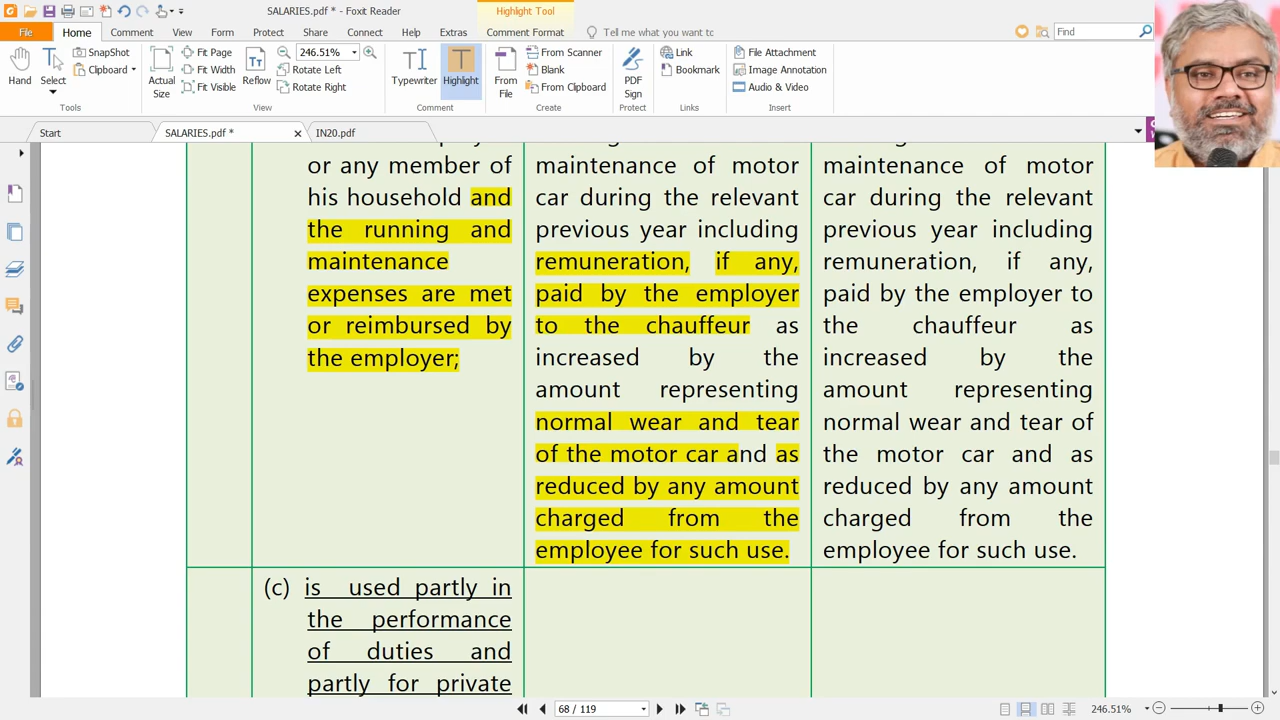 SALARIES.pdf * - Foxit Reader
Highlight Tool
File
Home
Comment
View
Form
Protect
Share
Connect
Help
Extras
Comment Format
Tell me what you want tc
Find
Hand
Select
SnapShot
Clipboard
Actual
Size
Fit Page
Fit Width
Fit Visible
Reflow
246.51%
Rotate Left
Rotate Right
Typewriter
Highlight
From
File
From Scanner
Blank
From Clipboard
PDF
Sign
Link
Bookmark
File Attachment
Image Annotation
Audio & Video
Tools
View
Comment
Create
Protect
Links
Insert
Start
SALARIES.pdf *
IN20.pdf
or any member of
his household and
the running and
maintenance
expenses are met
or reimbursed by
the employer;
maintenance of motor
car during the relevant
previous year including
remuneration, if any,
paid by the employer
to the chauffeur as
increased by the
amount representing
normal wear and tear
of the motor car and as
reduced by any amount
charged from the
employee for such use.
maintenance of motor
car during the relevant
previous year including
remuneration, if any,
paid by the employer to
the chauffeur as
increased by the
amount representing
normal wear and tear of
the motor car and as
reduced by any amount
charged from the
employee for such use.
(c) is used partly in
the performance
of duties and
partly for private
68 / 119
246.51%